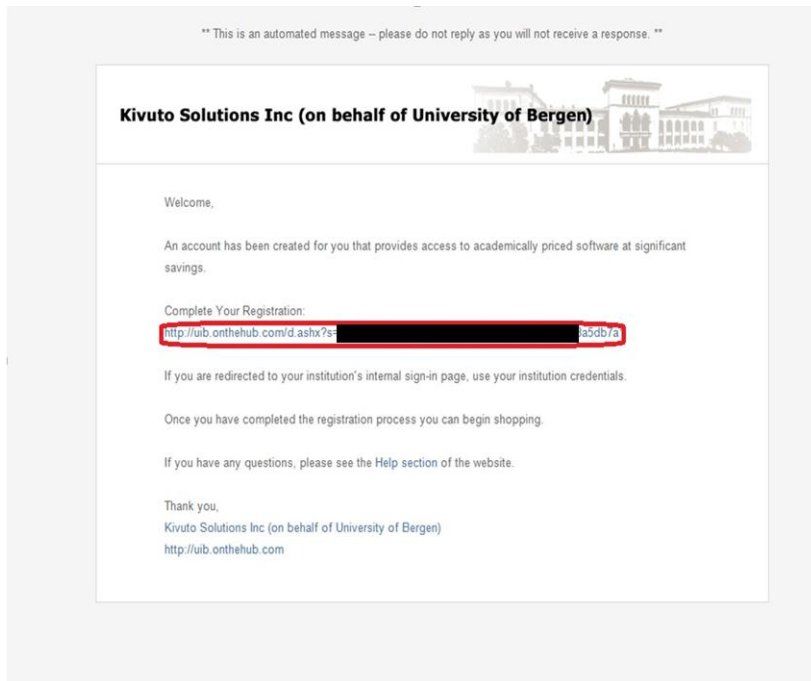 ** This is an automated message -- please do not reply as you will not receive a response. **
Kivuto Solutions Inc (on behalf of University of Bergen)
Welcome,
An account has been created for you that provides access to academically priced software at significant
savings.
Complete Your Registration:
http://uib.onthehub.com/d.ashx?s= a5db7a
If you are redirected to your institution's internal sign-in page, use your institution credentials.
Once you have completed the registration process you can begin shopping.
If you have any questions, please see the Help section of the website.
Thank you,
Kivuto Solutions Inc (on behalf of University of Bergen)
http://uib.onthehub.com